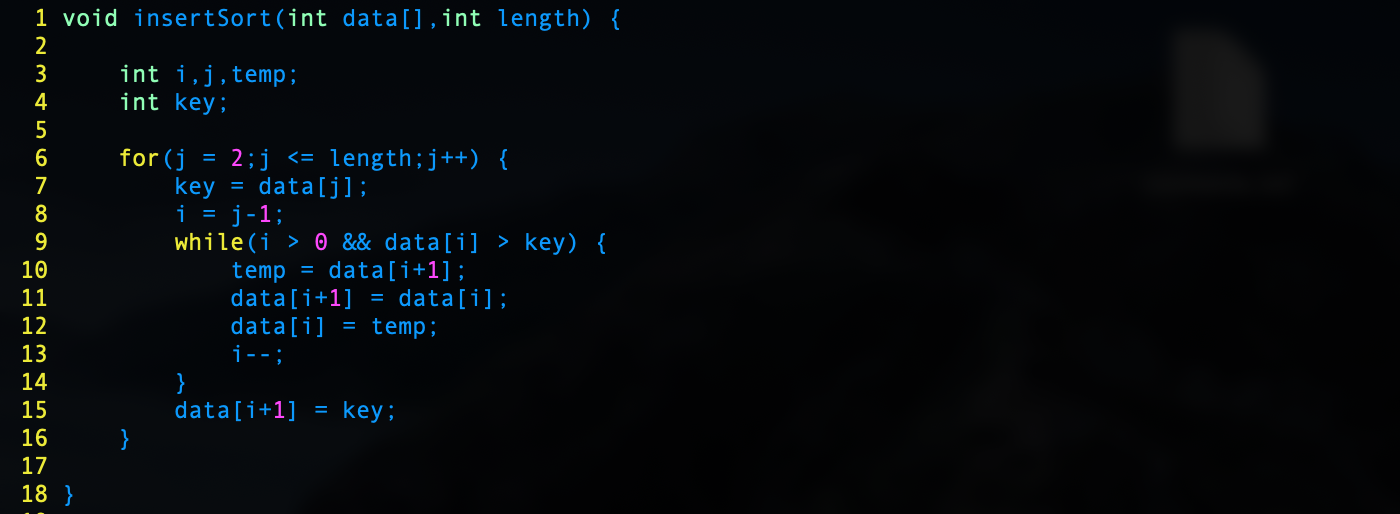 1 void insertSort(int data[],int length) {
2
3     int i,j,temp;
4     int key;
5
6     for(j = 2;j <= length;j++) {
7         key = data[j];
8         i = j-1;
9         while(i > 0 && data[i] > key) {
10             temp = data[i+1];
11             data[i+1] = data[i];
12             data[i] = temp;
13             i--;
14         }
15         data[i+1] = key;
16     }
17
18 }